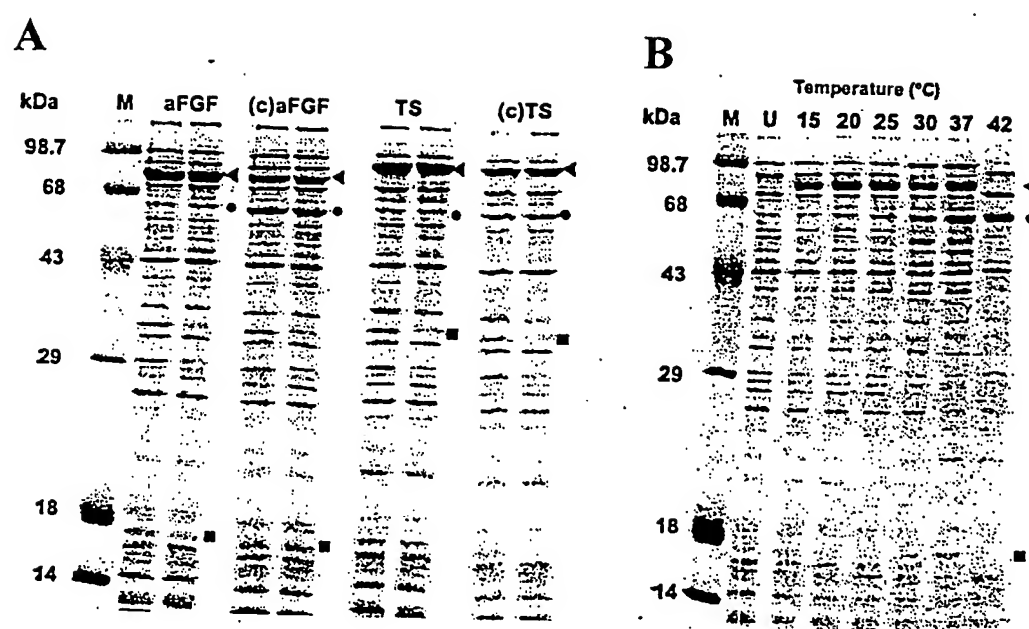 A
kDa M aFGF (c)aFGF TS (c)TS
98.7
68
43
29
18
14
B
Temperature (°C)
kDa M U 15 20 25 30 37 42
98.7
68
43
29
18
14